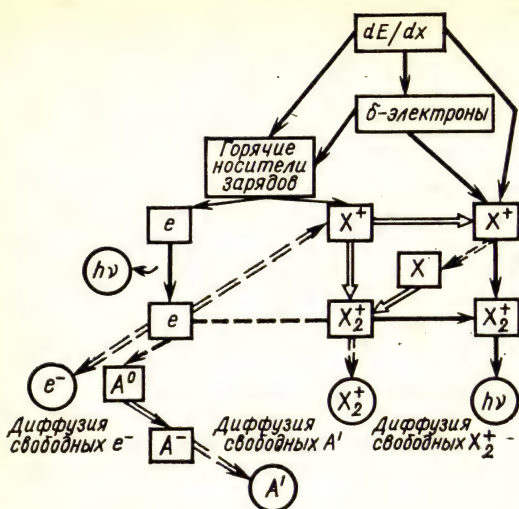 dE/dx
δ-электроны
Горячие
носители
зарядов
e
X⁺
X⁺
hν
X
e
X₂⁺
X₂⁺
e⁻
A⁰
X₂⁺
hν
Диффузия
свободных e⁻
A⁻
Диффузия
свободных A'
Диффузия
свободных X₂⁺
A'